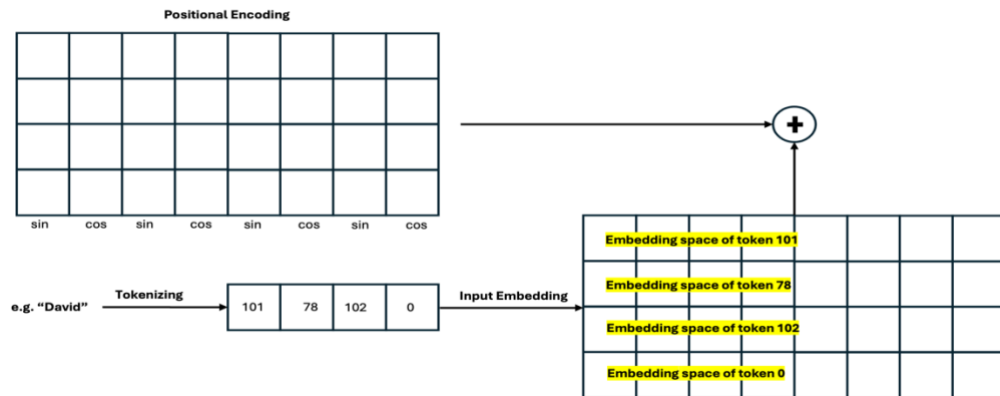 Positional Encoding
sin cos sin cos sin cos sin cos
Embedding space of token 101
Embedding space of token 78
e.g. “David” Tokenizing 101 78 102 0 Input Embedding
Embedding space of token 102
Embedding space of token 0